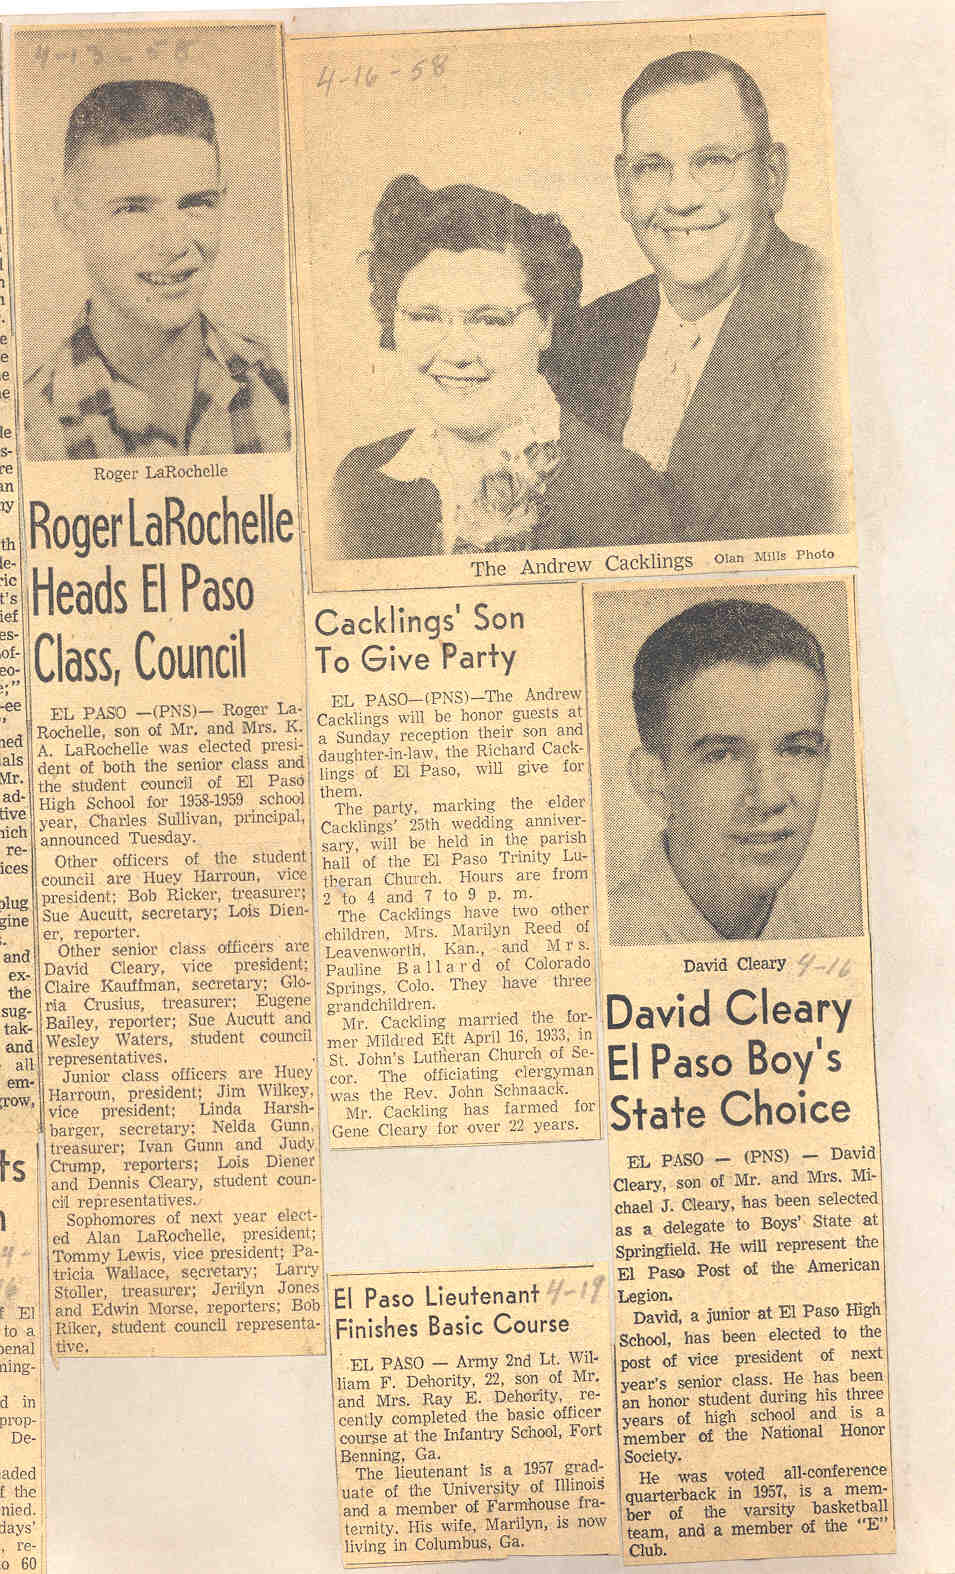 4-13-58
Roger LaRochelle
Roger LaRochelle
Heads El Paso
Class, Council
EL PASO —(PNS)— Roger La-
Rochelle, son of Mr. and Mrs. K.
A. LaRochelle was elected presi-
dent of both the senior class and
the student council of El Paso
High School for 1958-1959 school
year, Charles Sullivan, principal,
announced Tuesday.
Other officers of the student
council are Huey Harroun, vice
president; Bob Ricker, treasurer;
Sue Aucutt, secretary; Lois Dien-
er, reporter.
Other senior class officers are
David Cleary, vice president;
Claire Kauffman, secretary; Glo-
ria Crusius, treasurer; Eugene
Bailey, reporter; Sue Aucutt and
Wesley Waters, student council
representatives.
Junior class officers are Huey
Harroun, president; Jim Wilkey,
vice president; Linda Harsh-
barger, secretary; Nelda Gunn,
treasurer; Ivan Gunn and Judy
Crump, reporters; Lois Diener
and Dennis Cleary, student coun-
cil representatives.
Sophomores of next year elect-
ed Alan LaRochelle, president;
Tommy Lewis, vice president; Pa-
tricia Wallace, secretary; Larry
Stoller, treasurer; Jerilyn Jones
and Edwin Morse, reporters; Bob
Riker, student council representa-
tive.
4-16-58
The Andrew Cacklings Olan Mills Photo
Cacklings' Son
To Give Party
EL PASO—(PNS)—The Andrew
Cacklings will be honor guests at
a Sunday reception their son and
daughter-in-law, the Richard Cack-
lings of El Paso, will give for
them.
The party, marking the elder
Cacklings' 25th wedding anniver-
sary, will be held in the parish
hall of the El Paso Trinity Lu-
theran Church. Hours are from
2 to 4 and 7 to 9 p. m.
The Cacklings have two other
children, Mrs. Marilyn Reed of
Leavenworth, Kan., and Mrs.
Pauline Ballard of Colorado
Springs, Colo. They have three
grandchildren.
Mr. Cackling married the for-
mer Mildred Eft April 16, 1933, in
St. John's Lutheran Church of Se-
cor. The officiating clergyman
was the Rev. John Schnaack.
Mr. Cackling has farmed for
Gene Cleary for over 22 years.
El Paso Lieutenant 4-19
Finishes Basic Course
EL PASO — Army 2nd Lt. Wil-
liam F. Dehority, 22, son of Mr.
and Mrs. Ray E. Dehority, re-
cently completed the basic officer
course at the Infantry School, Fort
Benning, Ga.
The lieutenant is a 1957 grad-
uate of the University of Illinois
and a member of Farmhouse fra-
ternity. His wife, Marilyn, is now
living in Columbus, Ga.
David Cleary 4-16
David Cleary
El Paso Boy's
State Choice
EL PASO — (PNS) — David
Cleary, son of Mr. and Mrs. Mi-
chael J. Cleary, has been selected
as a delegate to Boys' State at
Springfield. He will represent the
El Paso Post of the American
Legion.
David, a junior at El Paso High
School, has been elected to the
post of vice president of next
year's senior class. He has been
an honor student during his three
years of high school and is a
member of the National Honor
Society.
He was voted all-conference
quarterback in 1957, is a mem-
ber of the varsity basketball
team, and a member of the "E"
Club.